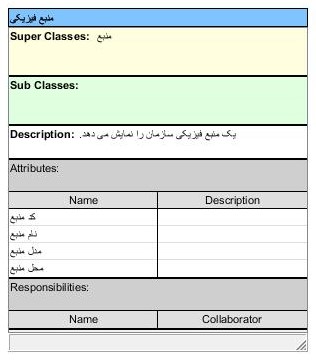 منبع فیزیکی
Super Classes: منبع
Sub Classes:
Description: یک منبع فیزیکی سازمان را نمایش می دهد.
Attributes:
Name Description
کد منبع
نام منبع
مدل منبع
محل منبع
Responsibilities:
Name Collaborator